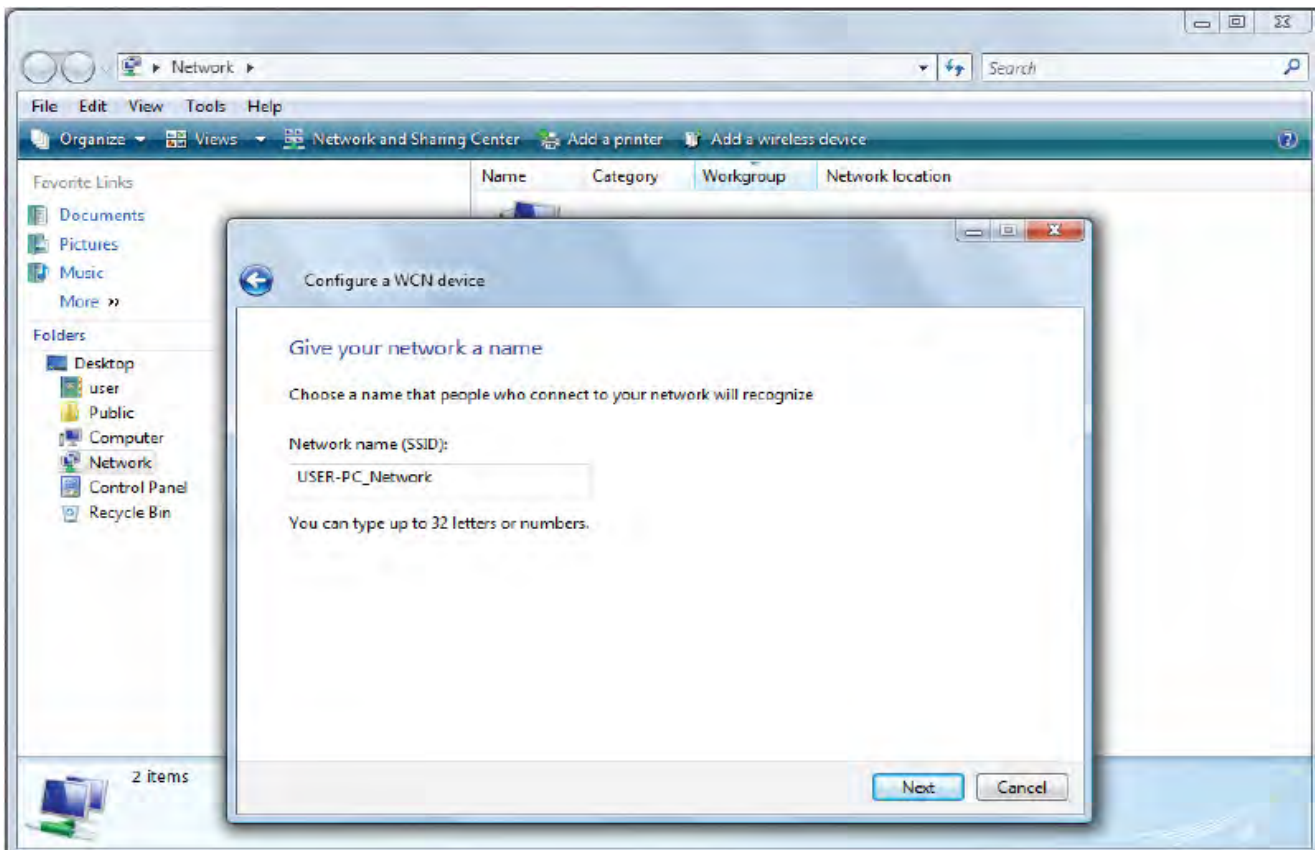 Network
Search
File Edit View Tools Help
Organize Views Network and Sharing Center Add a printer Add a wireless device
Favorite Links
Name Category Workgroup Network location
Documents
Pictures
Music
More »
Folders
Desktop
user
Public
Computer
Network
Control Panel
Recycle Bin
2 items
Configure a WCN device
Give your network a name
Choose a name that people who connect to your network will recognize
Network name (SSID):
USER-PC_Network
You can type up to 32 letters or numbers.
Next Cancel